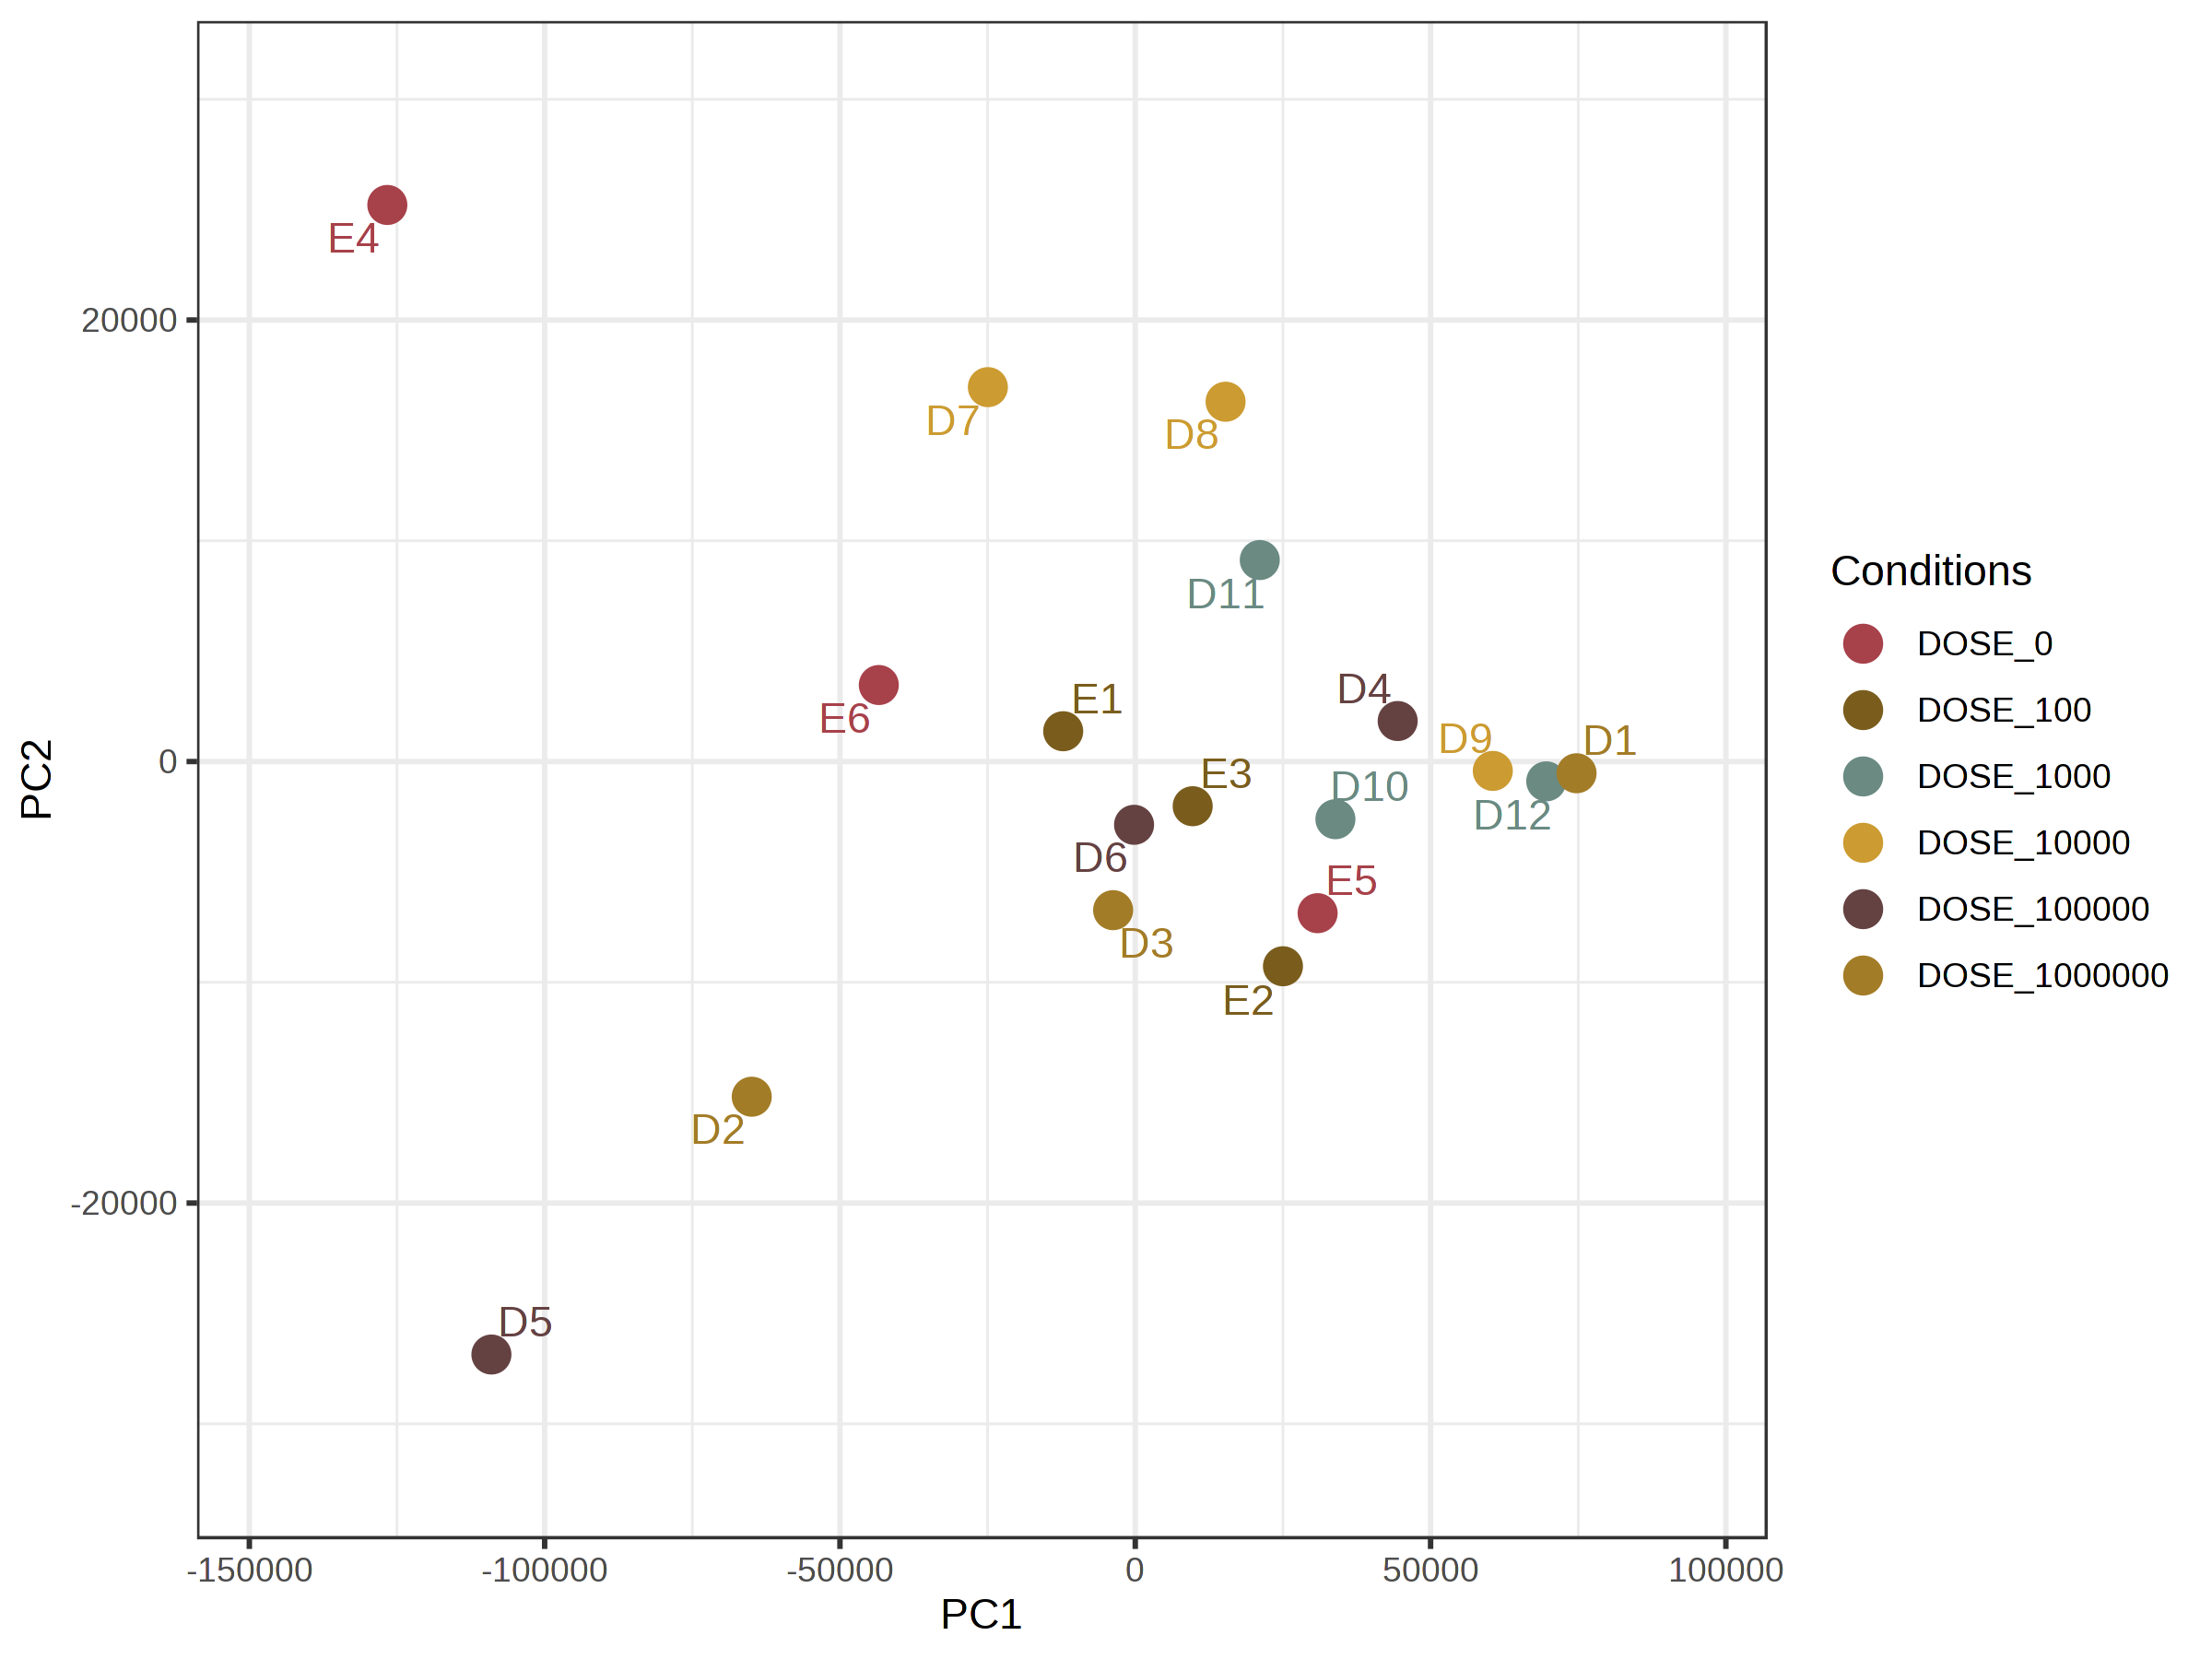 E4
20000
D7
D8
D11
E6
E1
D4
D9
D1
PC2
0
E3
D10
D12
D6
E5
D3
E2
D2
-20000
D5
-150000
-100000
-50000
0
50000
100000
PC1
Conditions
DOSE_0
DOSE_100
DOSE_1000
DOSE_10000
DOSE_100000
DOSE_1000000